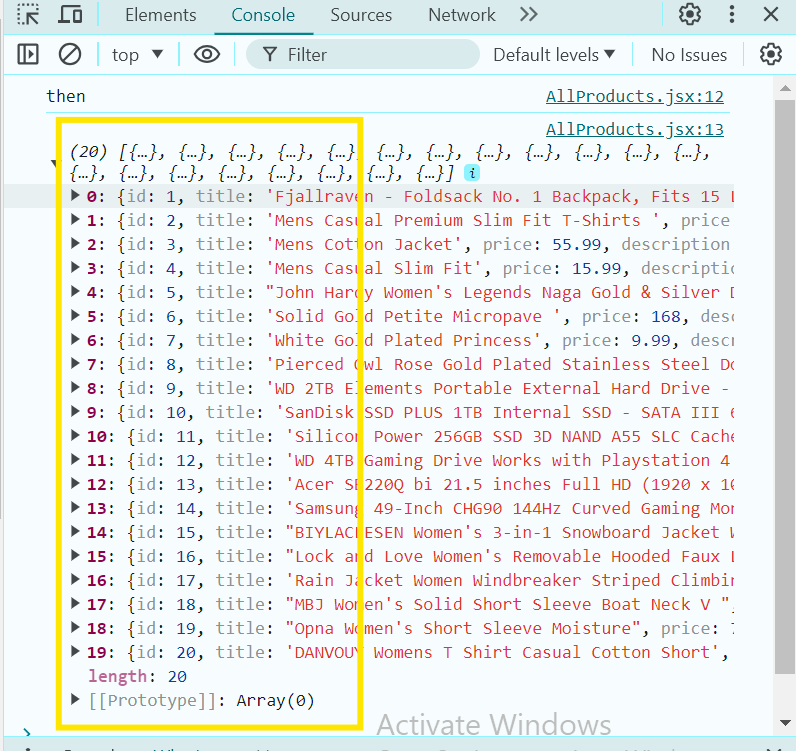 Elements Console Sources Network
top Filter Default levels No Issues
then AllProducts.jsx:12
AllProducts.jsx:13
(20) [{…}, {…}, {…}, {…}, {…}, {…}, {…}, {…}, {…}, {…}, {…}, {…},
{…}, {…}, {…}, {…}, {…}, {…}, {…}, {…}] i
0: {id: 1, title: 'Fjallraven - Foldsack No. 1 Backpack, Fits 15
1: {id: 2, title: 'Mens Casual Premium Slim Fit T-Shirts ', price
2: {id: 3, title: 'Mens Cotton Jacket', price: 55.99, description
3: {id: 4, title: 'Mens Casual Slim Fit', price: 15.99,
4: {id: 5, title: "John Hardy Women's Legends Naga Gold & Silver
5: {id: 6, title: 'Solid Gold Petite Micropave ', price: 168,
6: {id: 7, title: 'White Gold Plated Princess', price: 9.99,
7: {id: 8, title: 'Pierced Owl Rose Gold Plated Stainless Steel
8: {id: 9, title: 'WD 2TB Elements Portable External Hard Drive -
9: {id: 10, title: 'SanDisk SSD PLUS 1TB Internal SSD - SATA III
10: {id: 11, title: 'Silicon Power 256GB SSD 3D NAND A55 SLC Cache
11: {id: 12, title: 'WD 4TB Gaming Drive Works with Playstation 4
12: {id: 13, title: 'Acer SB220Q bi 21.5 inches Full HD (1920 x
13: {id: 14, title: 'Samsung 49-Inch CHG90 144Hz Curved Gaming
14: {id: 15, title: "BIYLACLESEN Women's 3-in-1 Snowboard Jacket
15: {id: 16, title: "Lock and Love Women's Removable Hooded Faux
16: {id: 17, title: 'Rain Jacket Women Windbreaker Striped
17: {id: 18, title: "MBJ Women's Solid Short Sleeve Boat Neck V ",
18: {id: 19, title: "Opna Women's Short Sleeve Moisture", price:
19: {id: 20, title: 'DANVOUY Womens T Shirt Casual Cotton Short',
length: 20
[[Prototype]]: Array(0)
Activate Windows